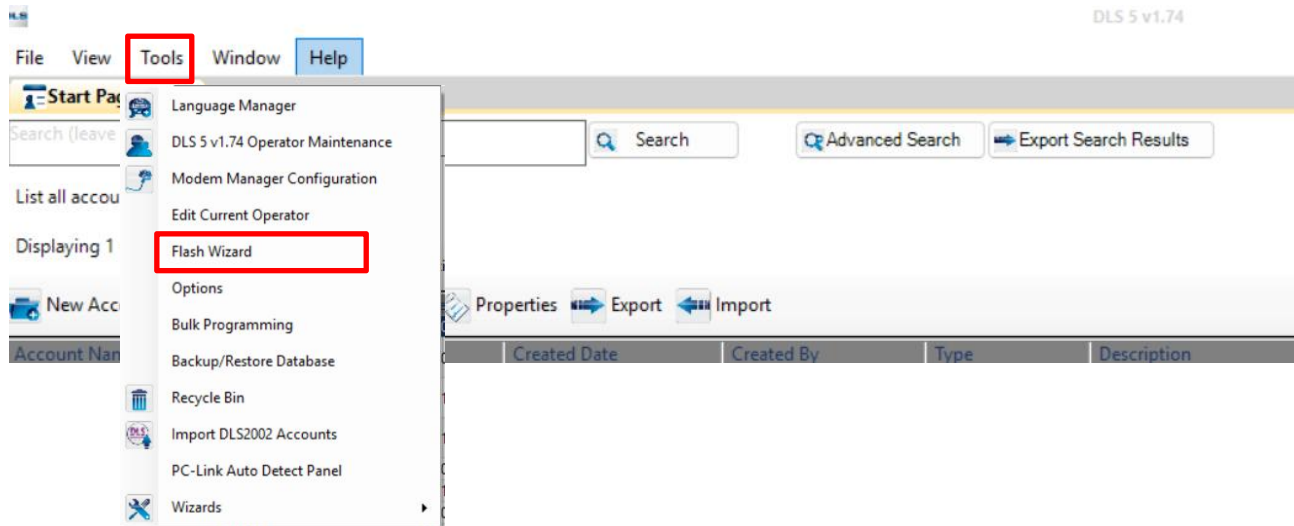 DLS
DLS 5 v1.74
File View Tools Window Help
Start Pag
Language Manager
Search (leave
Search
Advanced Search
Export Search Results
DLS 5 v1.74 Operator Maintenance
Modem Manager Configuration
List all accou
Edit Current Operator
Displaying 1
Flash Wizard
Options
New Acc
Properties Export Import
Bulk Programming
Account Nan
Created Date Created By Type Description
Backup/Restore Database
Recycle Bin
DLS
Import DLS2002 Accounts
PC-Link Auto Detect Panel
Wizards